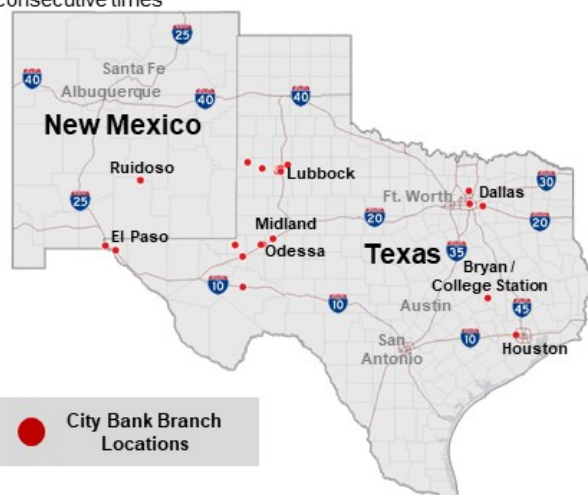 consecutive times
25
Santa Fe
40
Albuquerque
40
40
New Mexico
Ruidoso
Lubbock
30
Ft. Worth
Dallas
25
20
20
Midland
El Paso
Odessa
Texas
35
Bryan /
College Station
10
10
Austin
45
San
Antonio
10
Houston
City Bank Branch
Locations